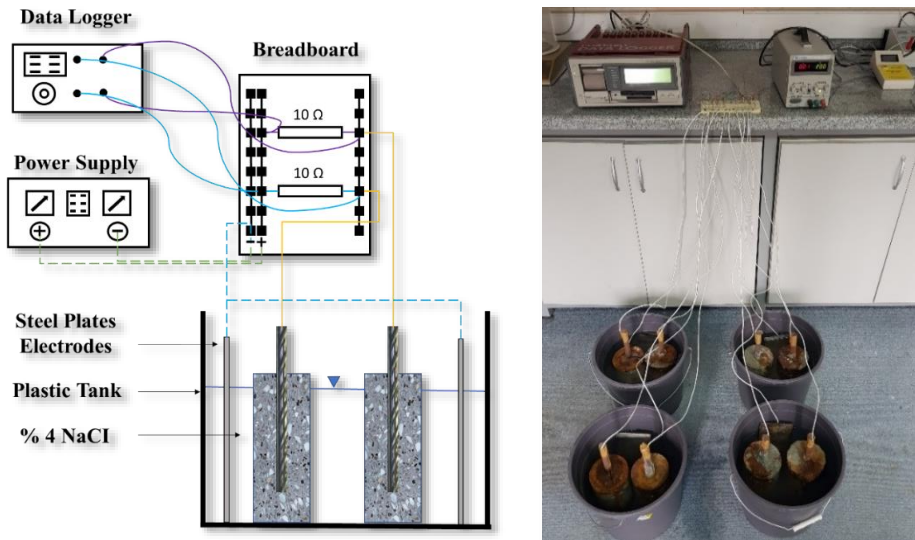 Data Logger
Breadboard
10 Ω
Power Supply
10 Ω
− +
+ −
Steel Plates
Electrodes
Plastic Tank
% 4 NaCI